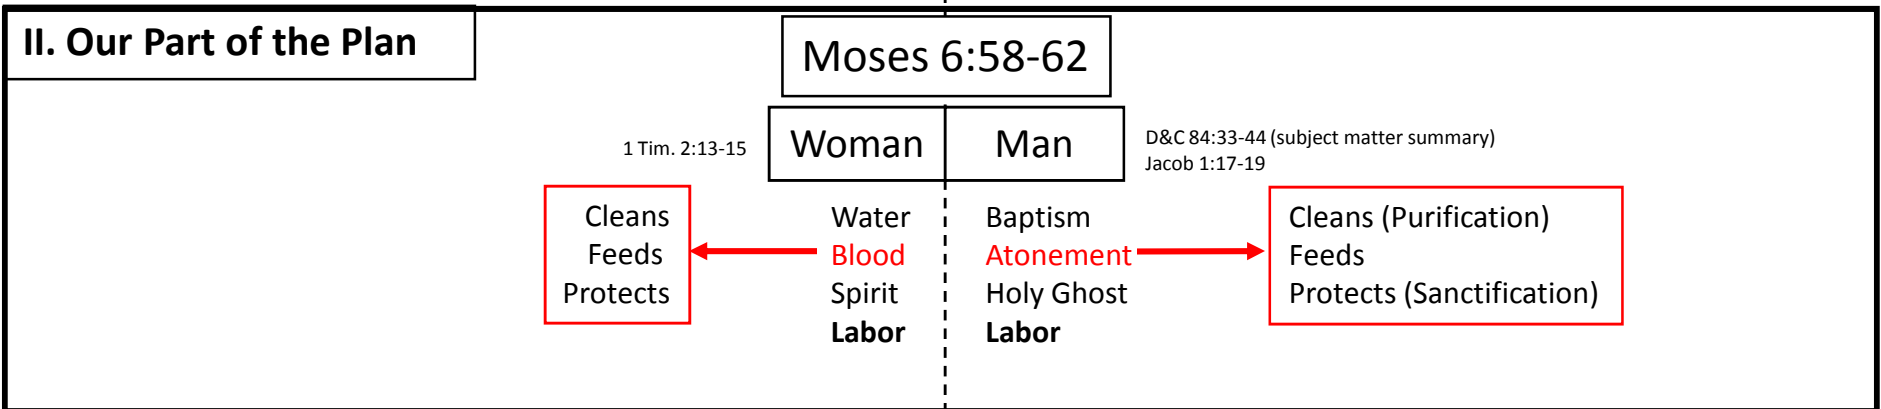 II. Our Part of the Plan
Moses 6:58-62
1 Tim. 2:13-15
Woman
Man
D&C 84:33-44 (subject matter summary)
Jacob 1:17-19
Cleans
Feeds
Protects
Water
Blood
Spirit
Labor
Baptism
Atonement
Holy Ghost
Labor
Cleans (Purification)
Feeds
Protects (Sanctification)